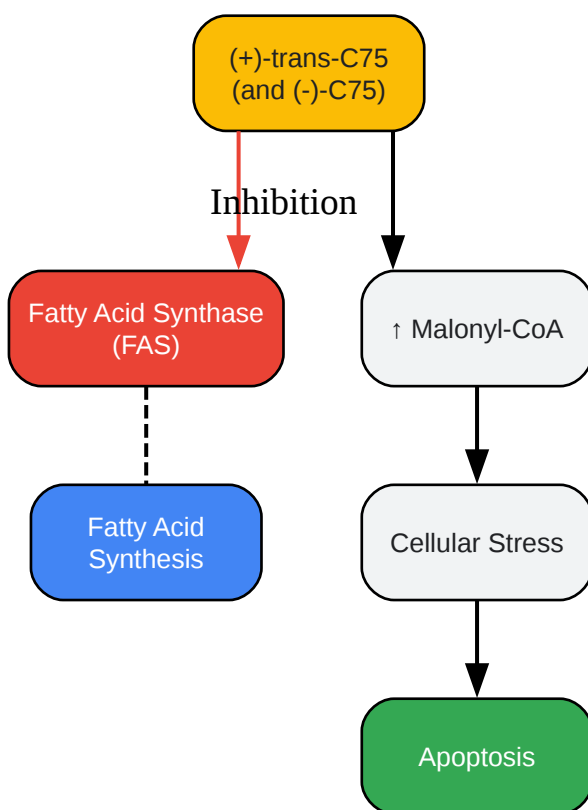 (+)-trans-C75
(and (-)-C75)
Inhibition
Fatty Acid Synthase
(FAS)
↑ Malonyl-CoA
Fatty Acid
Synthesis
Cellular Stress
Apoptosis